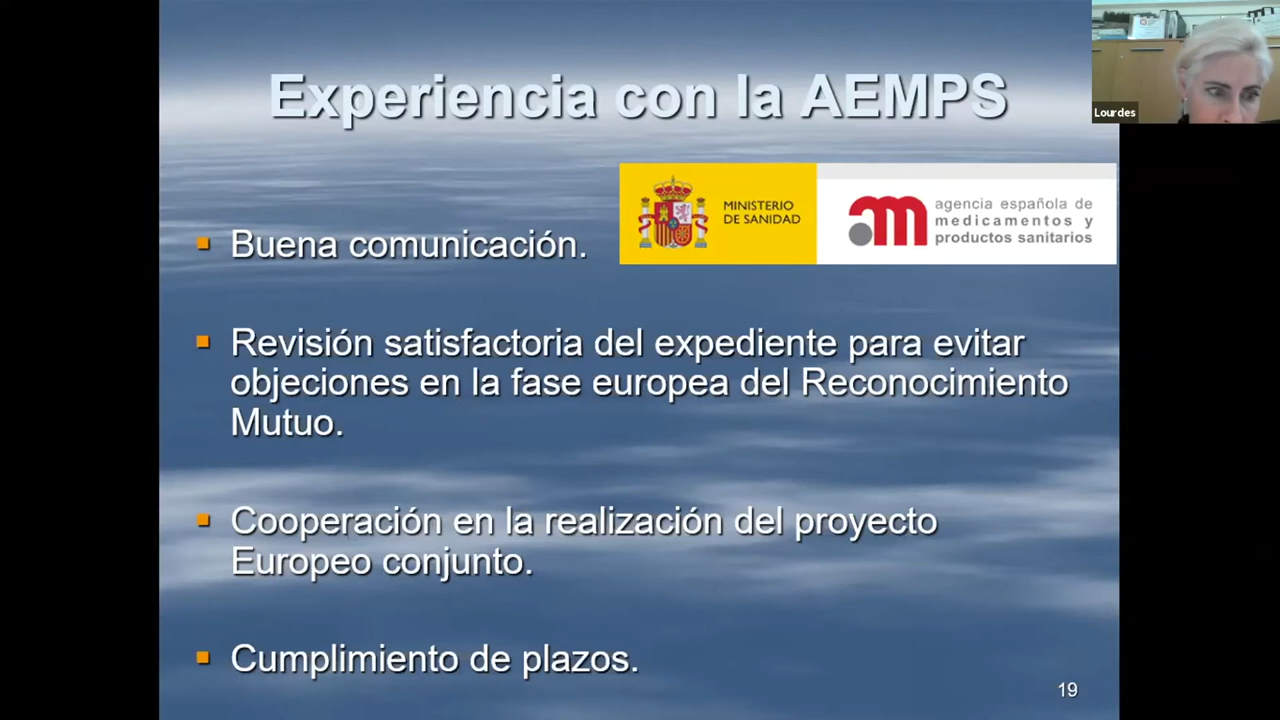 Experiencia con la AEMPS
Lourdes
MINISTERIO
DE SANIDAD
agencia española de
medicamentos y
productos sanitarios
Buena comunicación.
Revisión satisfactoria del expediente para evitar
objeciones en la fase europea del Reconocimiento
Mutuo.
Cooperación en la realización del proyecto
Europeo conjunto.
Cumplimiento de plazos.
19